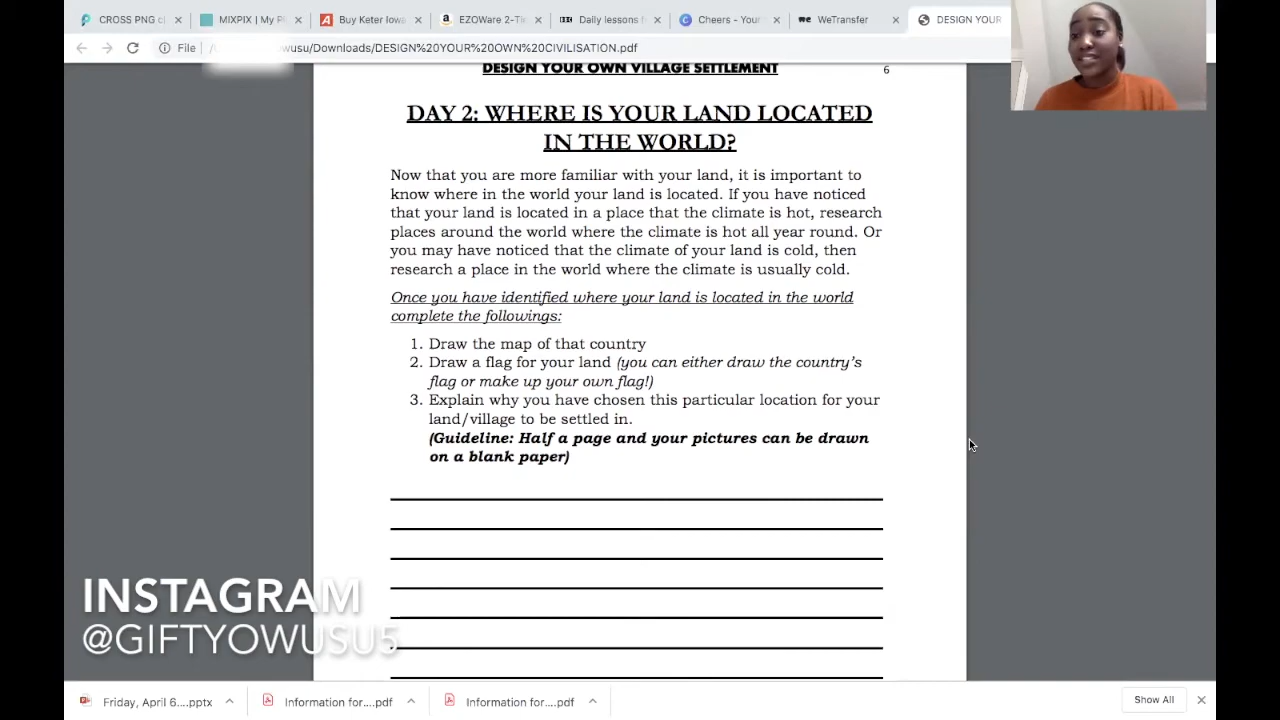 CROSS PNG c
MIXPIX | My P
Buy Keter Iowa
EZOWare 2-Tie
Daily lessons f
Cheers - Your
WeTransfer
DESIGN YOUR
File
owusu/Downloads/DESIGN%20YOUR%20OWN%20CIVILISATION.pdf
DESIGN YOUR OWN VILLAGE SETTLEMENT 6
DAY 2: WHERE IS YOUR LAND LOCATED
IN THE WORLD?
Now that you are more familiar with your land, it is important to
know where in the world your land is located. If you have noticed
that your land is located in a place that the climate is hot, research
places around the world where the climate is hot all year round. Or
you may have noticed that the climate of your land is cold, then
research a place in the world where the climate is usually cold.
Once you have identified where your land is located in the world
complete the followings:
1. Draw the map of that country
2. Draw a flag for your land (you can either draw the country's
flag or make up your own flag!)
3. Explain why you have chosen this particular location for your
land/village to be settled in.
(Guideline: Half a page and your pictures can be drawn
on a blank paper)
INSTAGRAM
@GIFTYOWUSU5
Friday, April 6....pptx
Information for....pdf
Information for....pdf
Show All